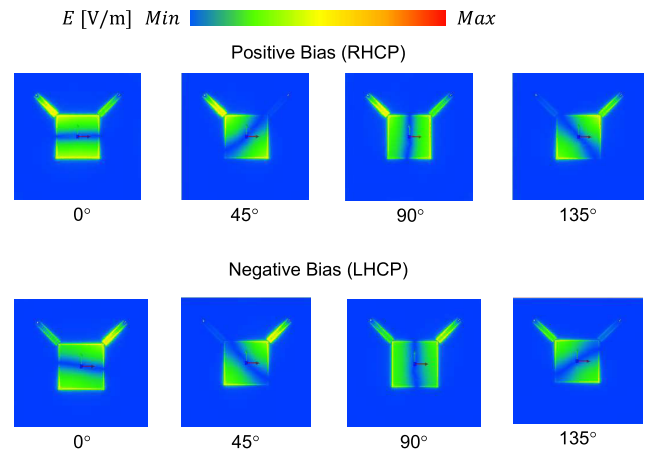 E [V/m] Min Max
Positive Bias (RHCP)
0° 45° 90° 135°
Negative Bias (LHCP)
0° 45° 90° 135°